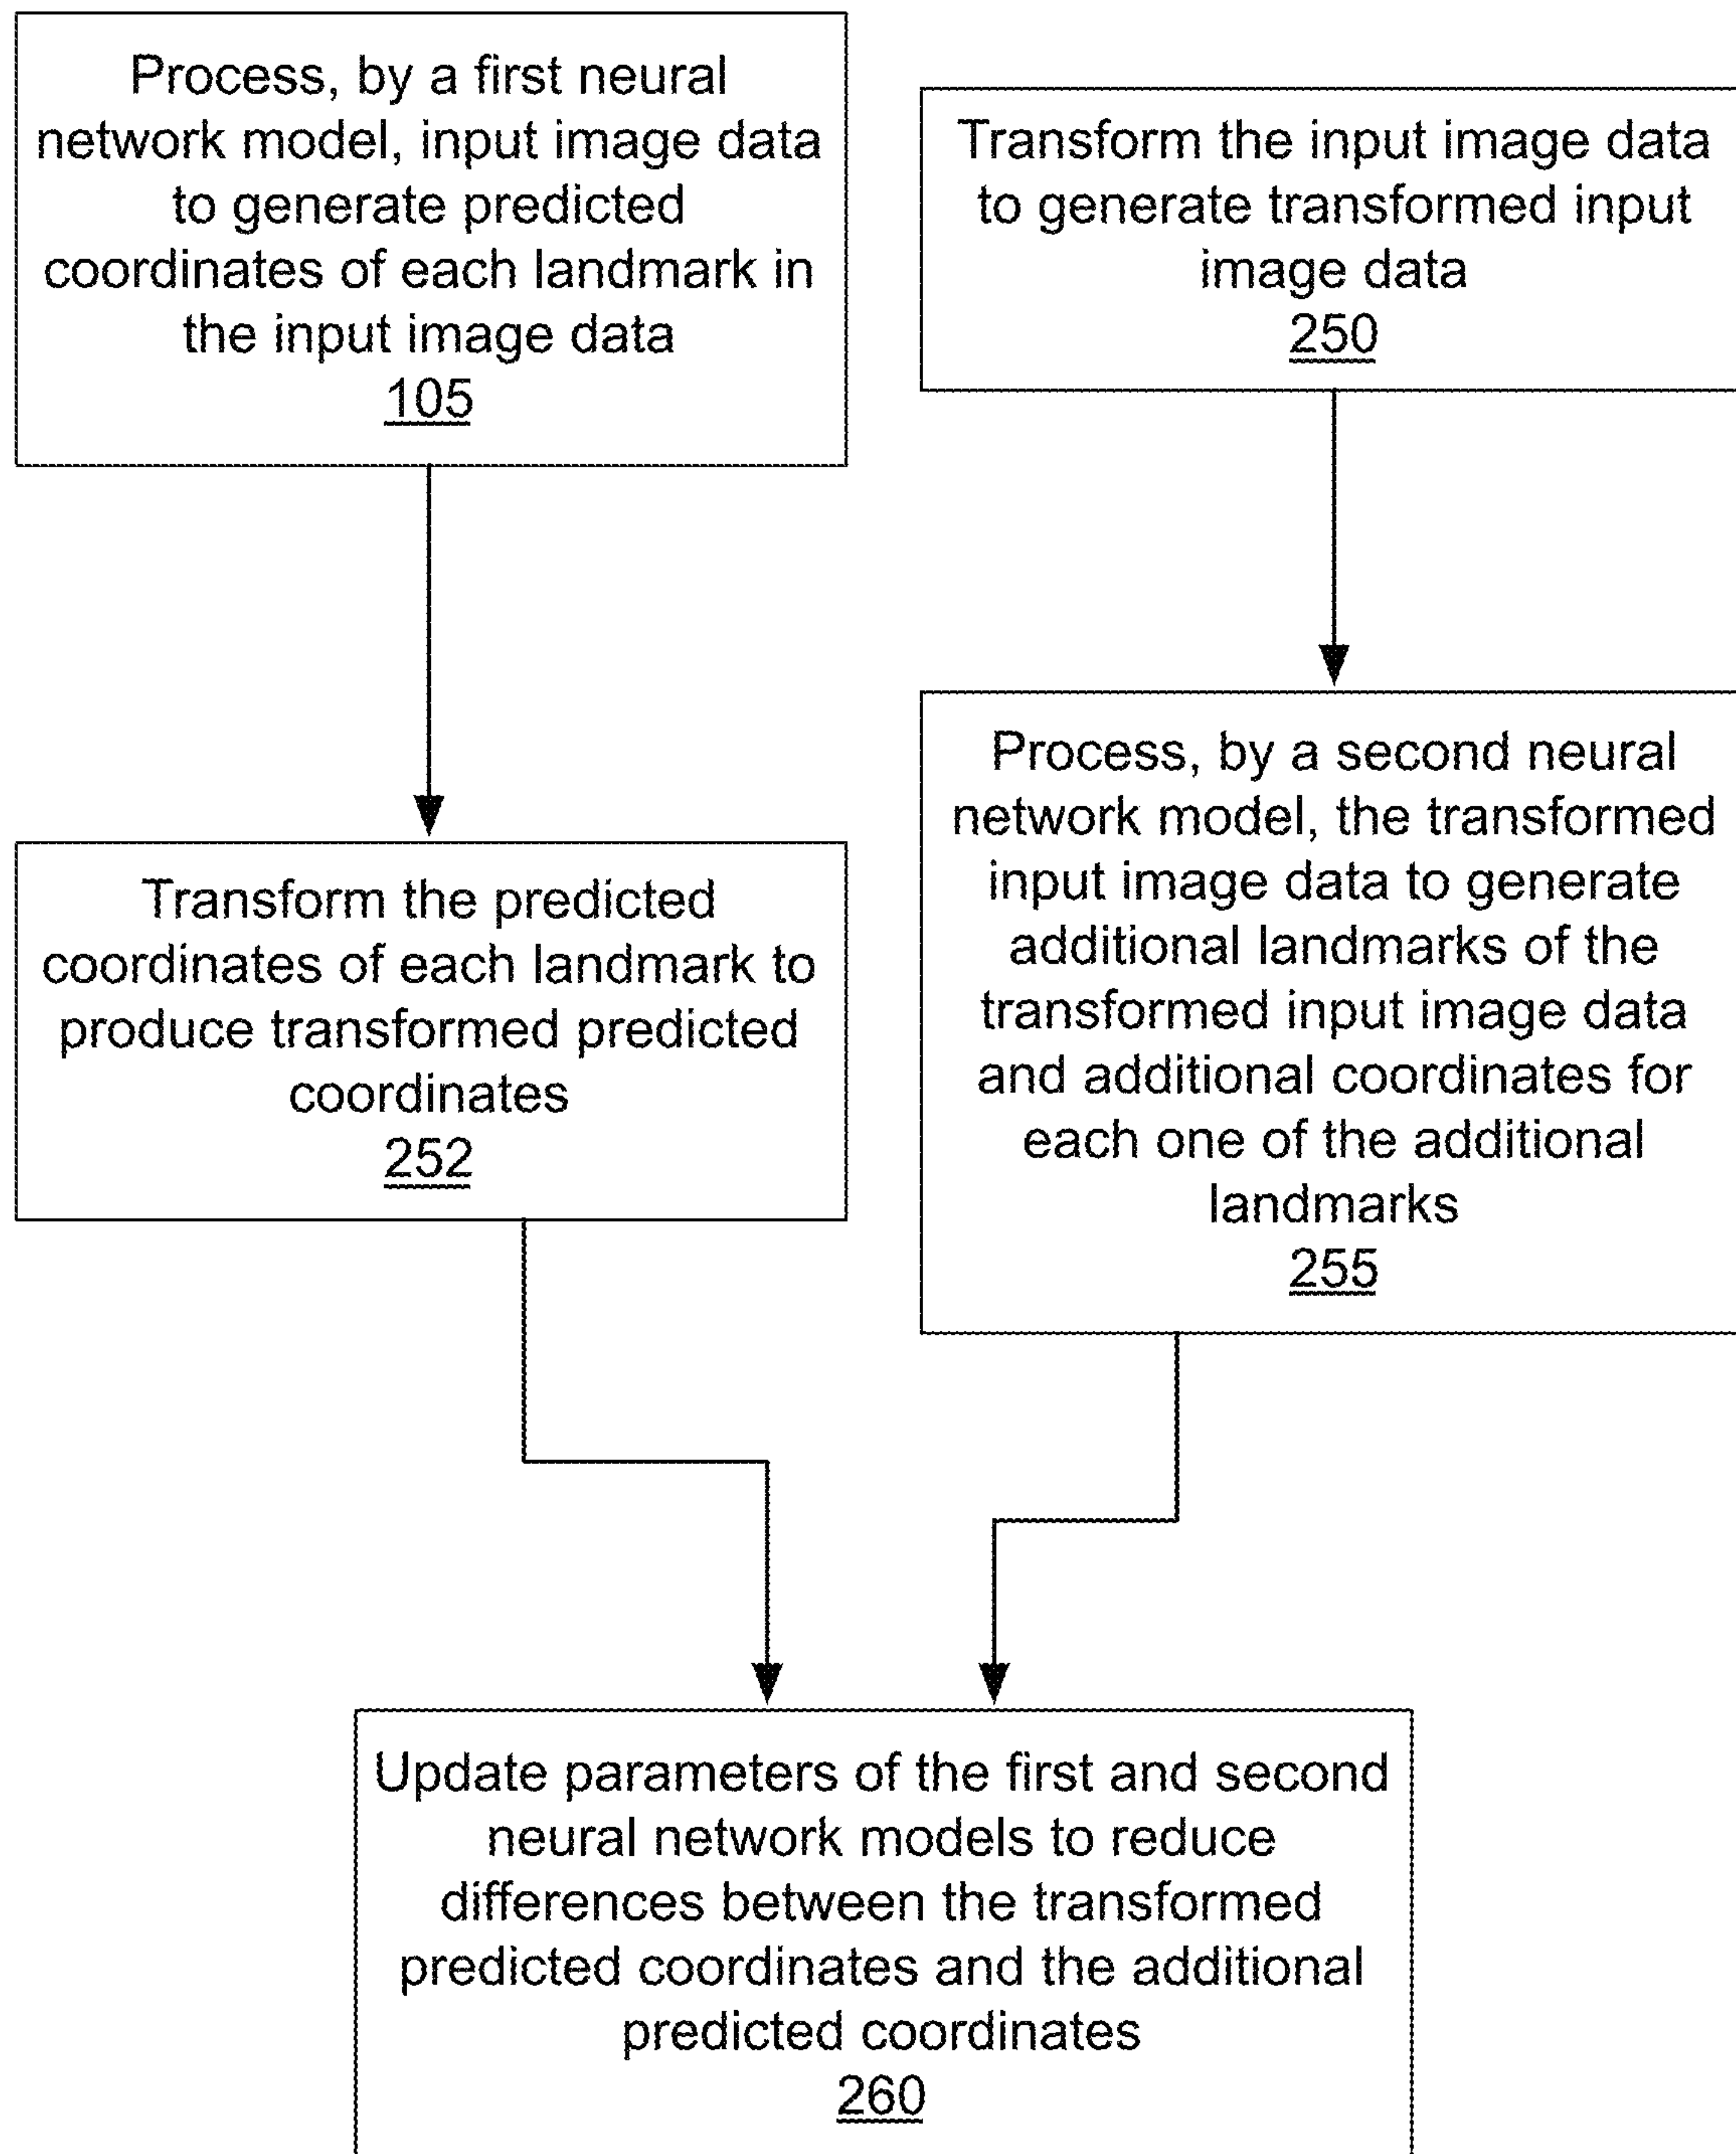 Process, by a first neural
network model, input image data
to generate predicted
coordinates of each landmark in
the input image data
105
Transform the input image data
to generate transformed input
image data
250
Transform the predicted
coordinates of each landmark to
produce transformed predicted
coordinates
252
Process, by a second neural
network model, the transformed
input image data to generate
additional landmarks of the
transformed input image data
and additional coordinates for
each one of the additional
landmarks
255
Update parameters of the first and second
neural network models to reduce
differences between the transformed
predicted coordinates and the additional
predicted coordinates
260